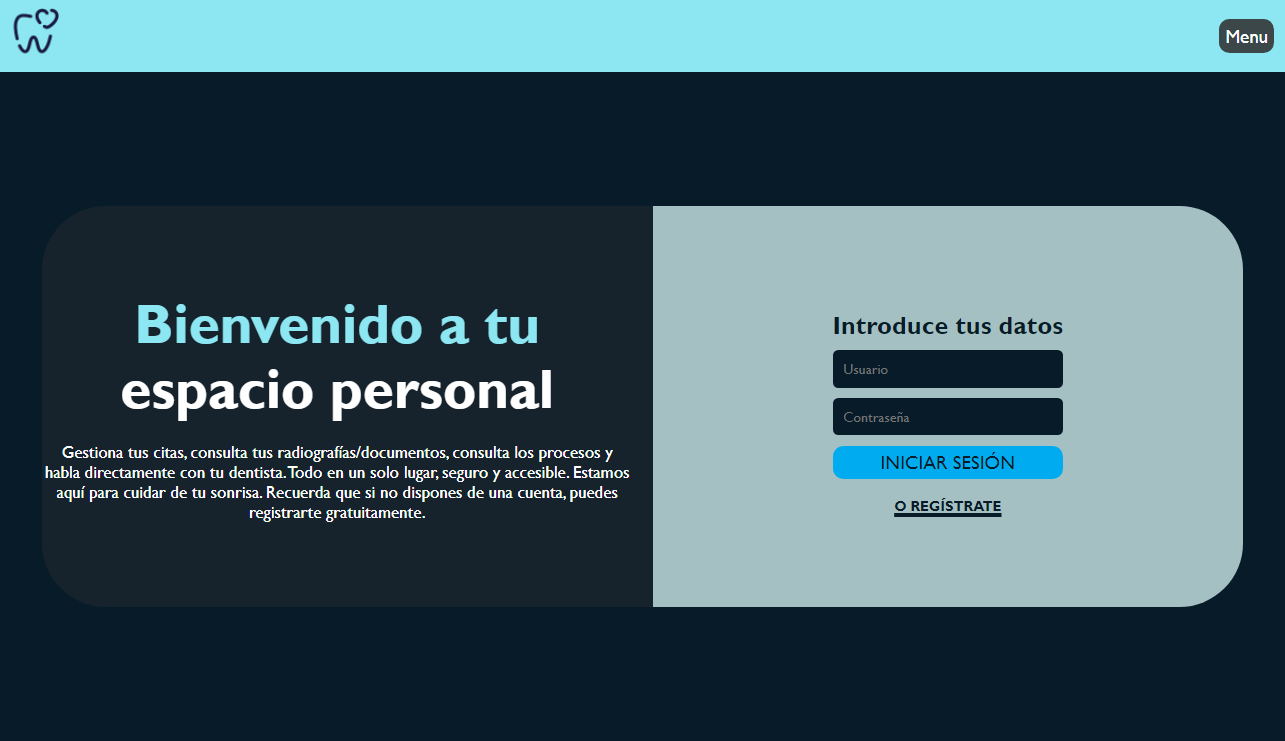 Menu
Bienvenido a tu
espacio personal
Gestiona tus citas, consulta tus radiografías/documentos, consulta los procesos y
habla directamente con tu dentista. Todo en un solo lugar, seguro y accesible. Estamos
aquí para cuidar de tu sonrisa. Recuerda que si no dispones de una cuenta, puedes
registrarte gratuitamente.
Introduce tus datos
Usuario
Contraseña
INICIAR SESIÓN
O REGÍSTRATE